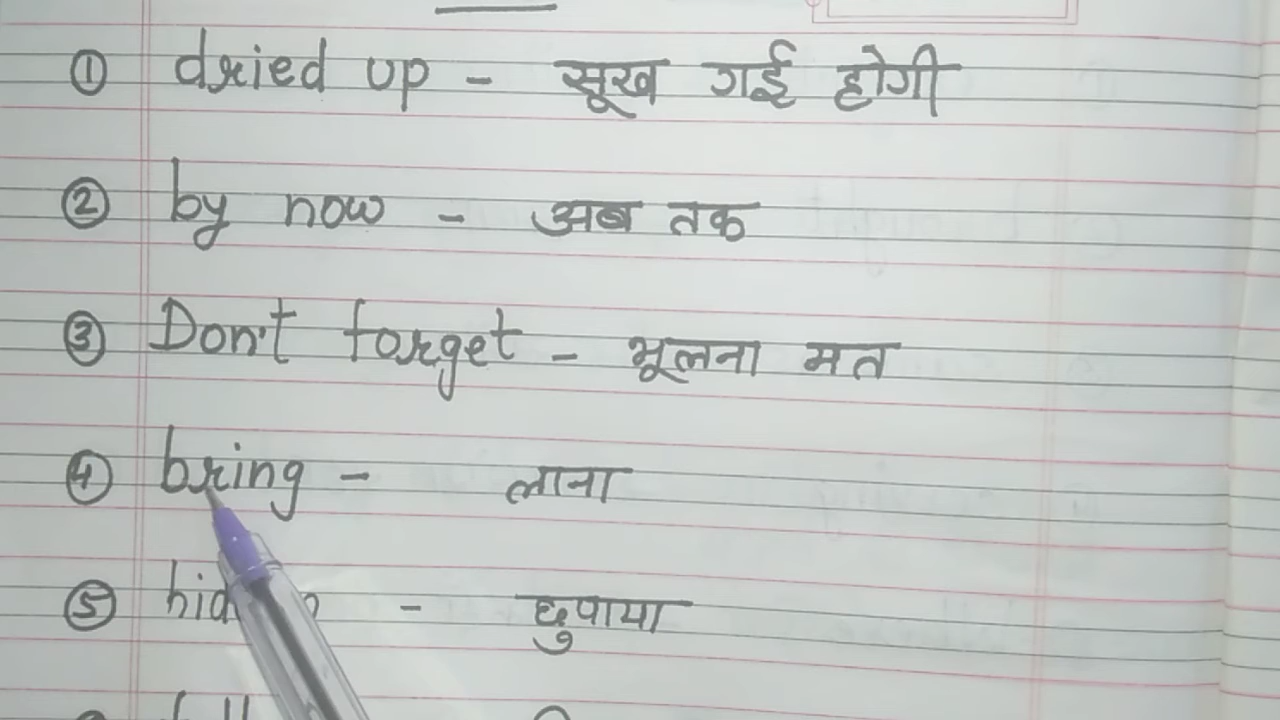 ① dried up - सूख गई होगी
② by now - अब तक
③ Don't forget - भूलना मत
④ bring - लाना
⑤ - छुपाया